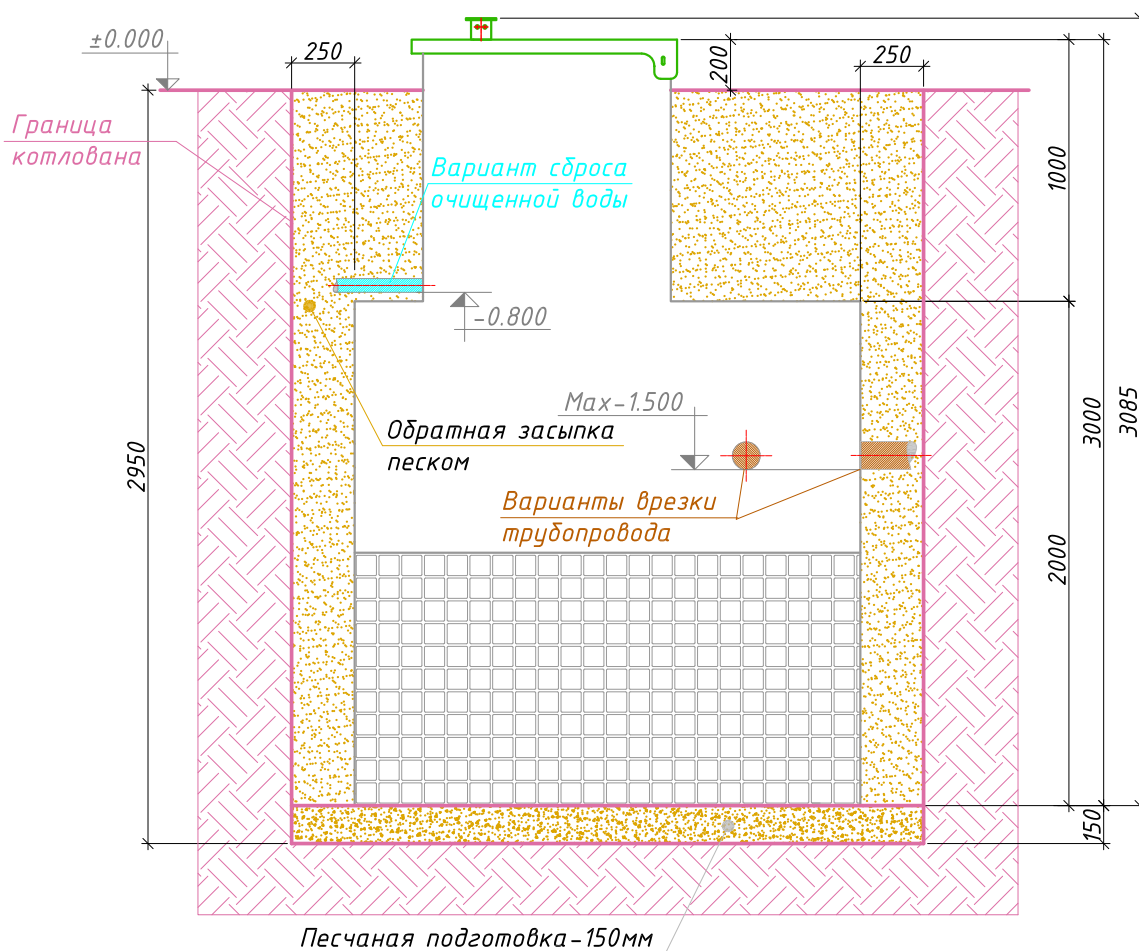 ±0.000
250
200
250
Граница
котлована
Вариант сброса
очищенной воды
1000
-0.800
Max-1.500
Обратная засыпка
песком
3000
3085
2950
Варианты врезки
трубопровода
2000
150
Песчаная подготовка-150мм